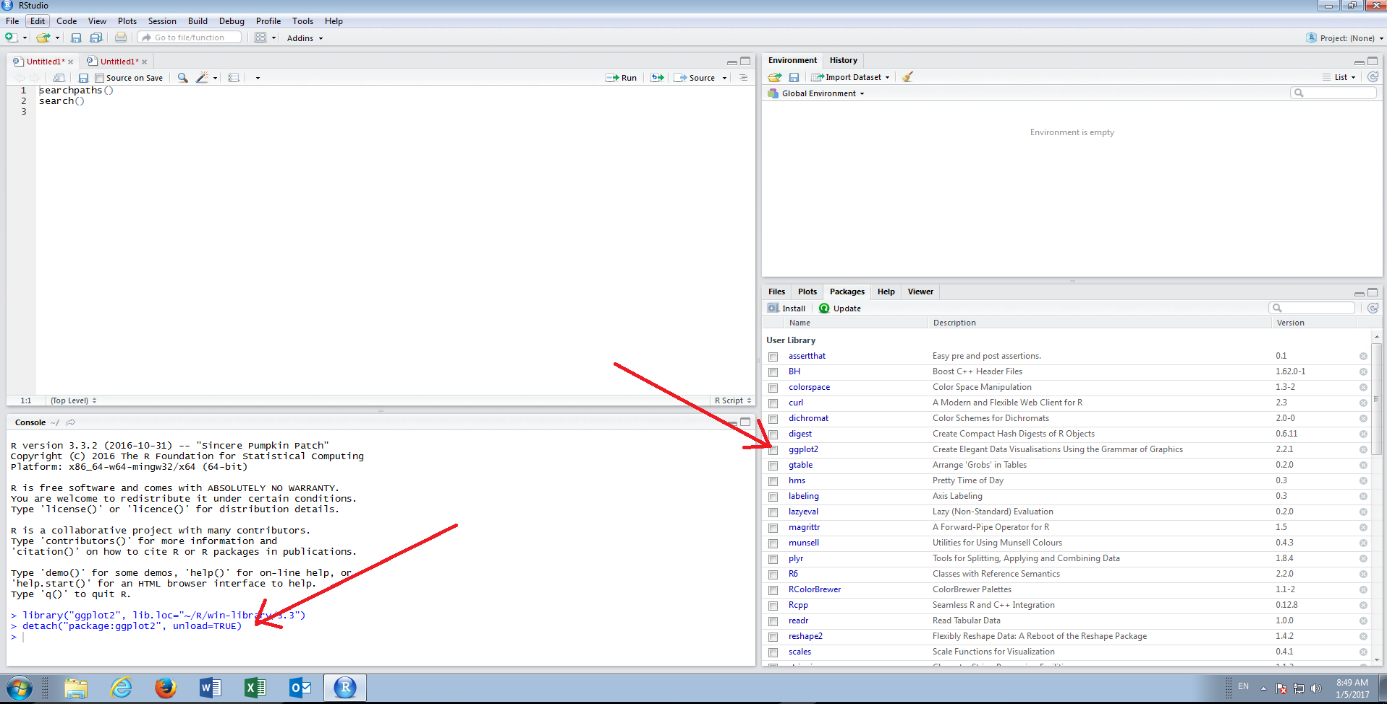 RStudio
File Edit Code View Plots Session Build Debug Profile Tools Help
Go to file/function Addins
Project: (None)
Untitled1* Untitled1*
Source on Save Run Source
1 searchpaths()
2 search()
3
1:1 (Top Level) R Script
Console ~/
R version 3.3.2 (2016-10-31) -- "Sincere Pumpkin Patch"
Copyright (C) 2016 The R Foundation for Statistical Computing
Platform: x86_64-w64-mingw32/x64 (64-bit)
R is free software and comes with ABSOLUTELY NO WARRANTY.
You are welcome to redistribute it under certain conditions.
Type 'license()' or 'licence()' for distribution details.
R is a collaborative project with many contributors.
Type 'contributors()' for more information and
'citation()' on how to cite R or R packages in publications.
Type 'demo()' for some demos, 'help()' for on-line help, or
'help.start()' for an HTML browser interface to help.
Type 'q()' to quit R.
> library("ggplot2", lib.loc="~/R/win-library/3.3")
> detach("package:ggplot2", unload=TRUE)
>
Environment History
Import Dataset List
Global Environment
Environment is empty
Files Plots Packages Help Viewer
Install Update
Name Description Version
User Library
assertthat Easy pre and post assertions. 0.1
BH Boost C++ Header Files 1.62.0-1
colorspace Color Space Manipulation 1.3-2
curl A Modern and Flexible Web Client for R 2.3
dichromat Color Schemes for Dichromats 2.0-0
digest Create Compact Hash Digests of R Objects 0.6.11
ggplot2 Create Elegant Data Visualisations Using the Grammar of Graphics 2.2.1
gtable Arrange 'Grobs' in Tables 0.2.0
hms Pretty Time of Day 0.3
labeling Axis Labeling 0.3
lazyeval Lazy (Non-Standard) Evaluation 0.2.0
magrittr A Forward-Pipe Operator for R 1.5
munsell Utilities for Using Munsell Colours 0.4.3
plyr Tools for Splitting, Applying and Combining Data 1.8.4
R6 Classes with Reference Semantics 2.2.0
RColorBrewer ColorBrewer Palettes 1.1-2
Rcpp Seamless R and C++ Integration 0.12.8
readr Read Tabular Data 1.0.0
reshape2 Flexibly Reshape Data: A Reboot of the Reshape Package 1.4.2
scales Scale Functions for Visualization 0.4.1
EN
8:49 AM
1/5/2017